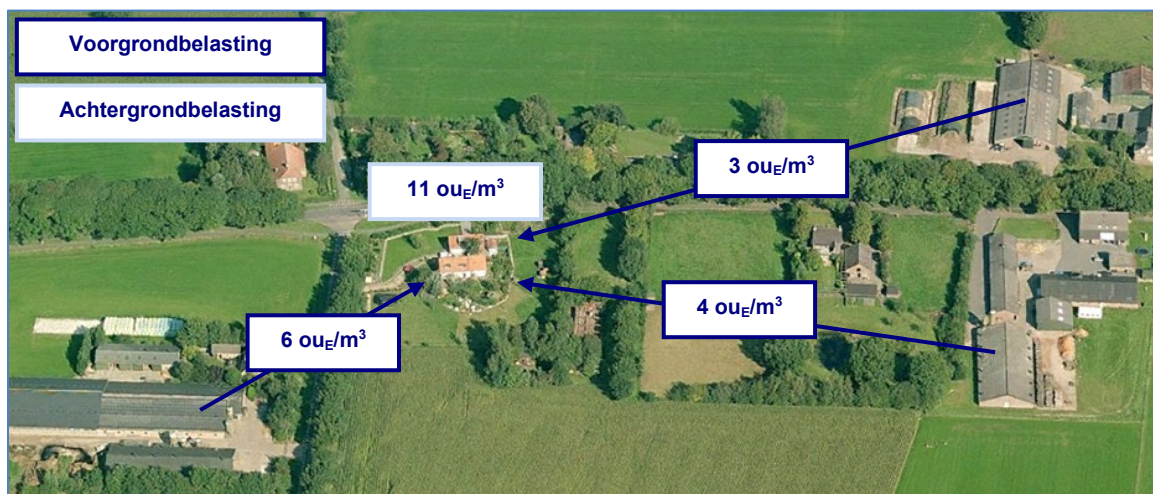 Voorgrondbelasting
Achtergrondbelasting
3 ouE/m³
11 ouE/m³
4 ouE/m³
6 ouE/m³